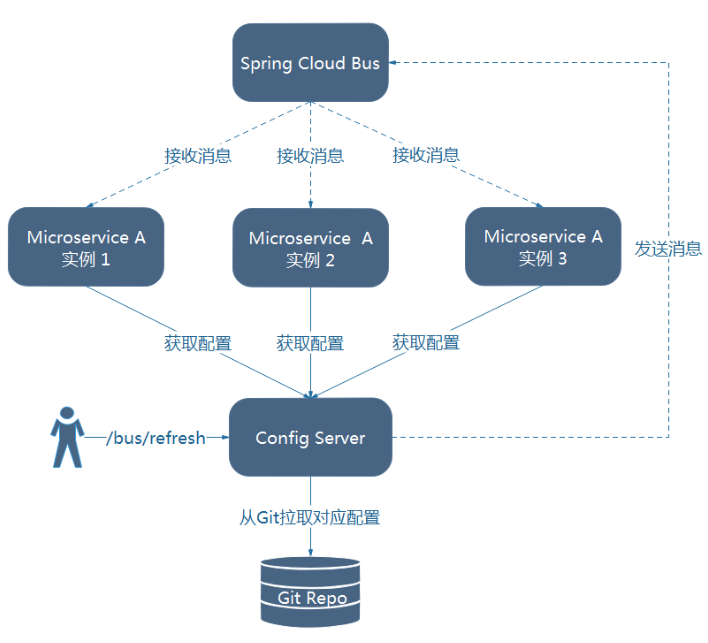 Spring Cloud Bus
接收消息
接收消息
接收消息
Microservice A
实例 1
Microservice A
实例 2
Microservice A
实例 3
发送消息
获取配置
获取配置
获取配置
/bus/refresh
Config Server
从Git拉取对应配置
Git Repo